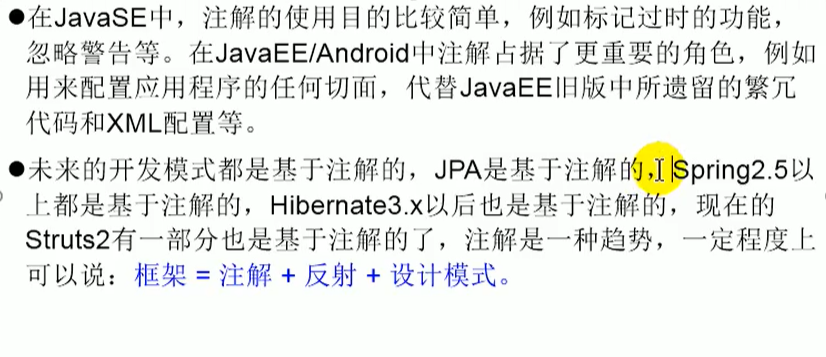 ●在JavaSE中，注解的使用目的比较简单，例如标记过时的功能，
忽略警告等。在JavaEE/Android中注解占据了更重要的角色，例如
用来配置应用程序的任何切面，代替JavaEE旧版中所遗留的繁冗
代码和XML配置等。
●未来的开发模式都是基于注解的，JPA是基于注解的，Spring2.5以
上都是基于注解的，Hibernate3.x以后也是基于注解的，现在的
Struts2有一部分也是基于注解的了，注解是一种趋势，一定程度上
可以说：框架 = 注解 + 反射 + 设计模式。